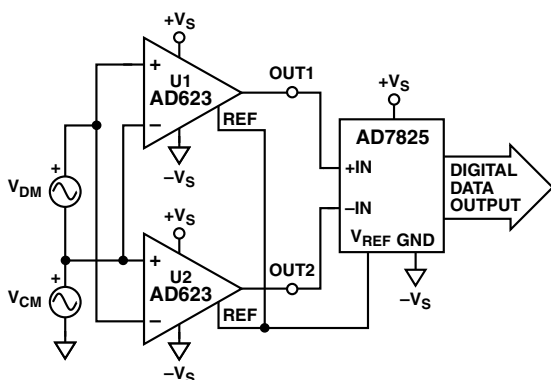 +VS
+
U1
AD623
−
REF
−VS
OUT1
+VS
AD7825
+IN
−IN
VREF GND
−VS
DIGITAL
DATA
OUTPUT
+
VDM
+
VCM
+VS
+
U2
AD623
−
REF
−VS
OUT2